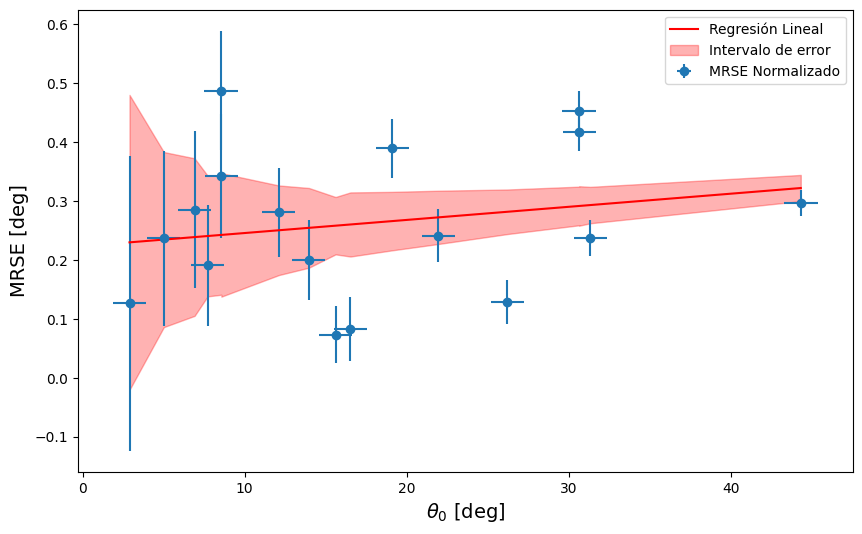 Regresión Lineal
Intervalo de error
MRSE Normalizado
MRSE [deg]
0.6
0.5
0.4
0.3
0.2
0.1
0.0
−0.1
0 10 20 30 40
θ₀ [deg]